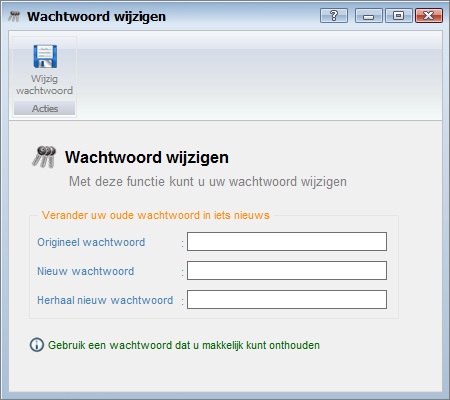 Wachtwoord wijzigen
Wijzig
wachtwoord
Acties
Wachtwoord wijzigen
Met deze functie kunt u uw wachtwoord wijzigen
Verander uw oude wachtwoord in iets nieuws
Origineel wachtwoord :
Nieuw wachtwoord :
Herhaal nieuw wachtwoord :
Gebruik een wachtwoord dat u makkelijk kunt onthouden